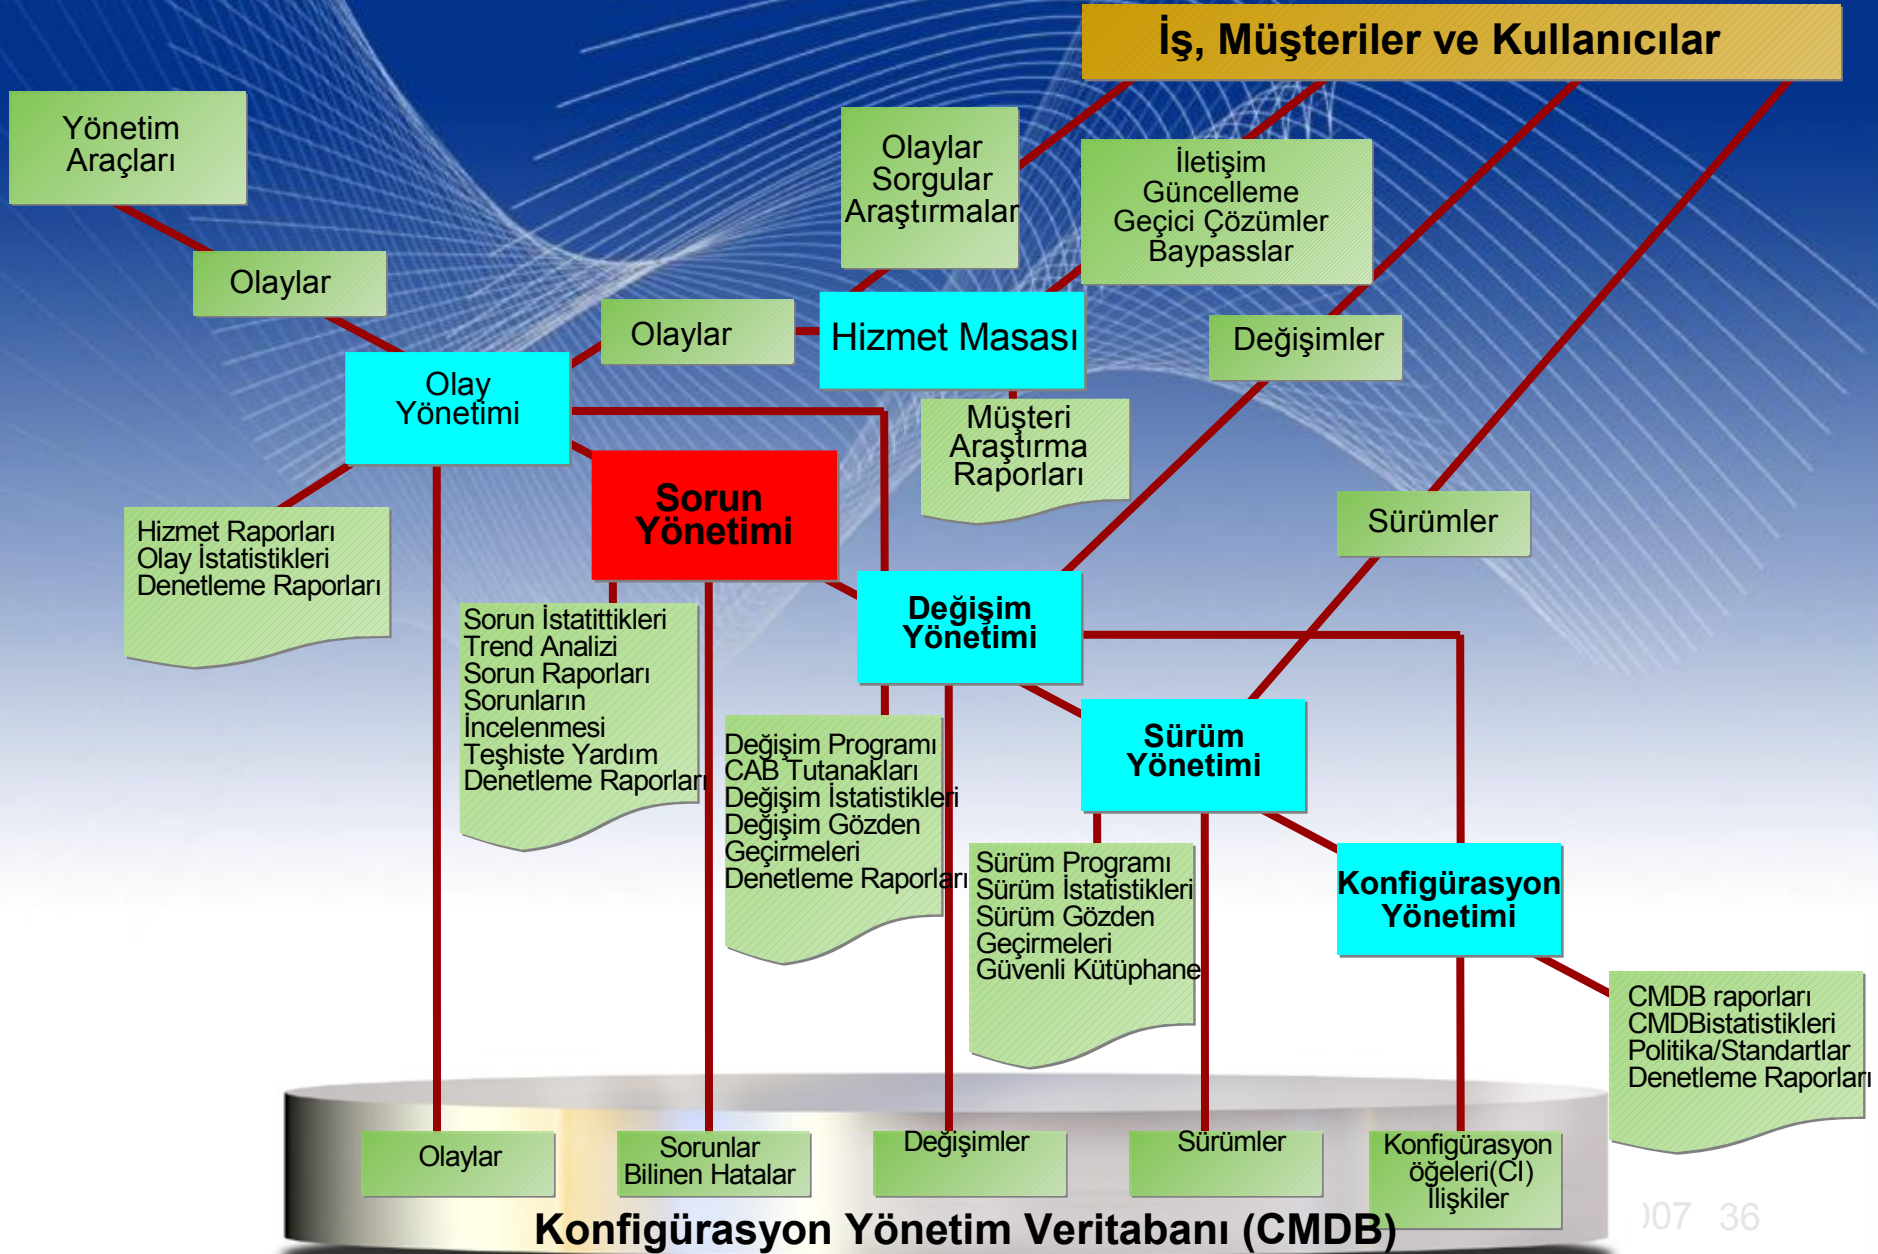 İş, Müşteriler ve Kullanıcılar
Yönetim
Araçları
Olaylar
Sorgular
Araştırmalar
İletişim
Güncelleme
Geçici Çözümler
Baypasslar
Olaylar
Olaylar
Hizmet Masası
Değişimler
Olay
Yönetimi
Müşteri
Araştırma
Raporları
Sorun
Yönetimi
Sürümler
Hizmet Raporları
Olay İstatistikleri
Denetleme Raporları
Değişim
Yönetimi
Sorun İstatittikleri
Trend Analizi
Sorun Raporları
Sorunların
İncelenmesi
Teşhiste Yardım
Denetleme Raporları
Değişim Programı
CAB Tutanakları
Değişim İstatistikleri
Değişim Gözden
Geçirmeleri
Denetleme Raporları
Sürüm
Yönetimi
Sürüm Programı
Sürüm İstatistikleri
Sürüm Gözden
Geçirmeleri
Güvenli Kütüphane
Konfigürasyon
Yönetimi
CMDB raporları
CMDBistatistikleri
Politika/Standartlar
Denetleme Raporları
Olaylar
Sorunlar
Bilinen Hatalar
Değişimler
Sürümler
Konfigürasyon
öğeleri(CI)
İlişkiler
Konfigürasyon Yönetim Veritabanı (CMDB)
36